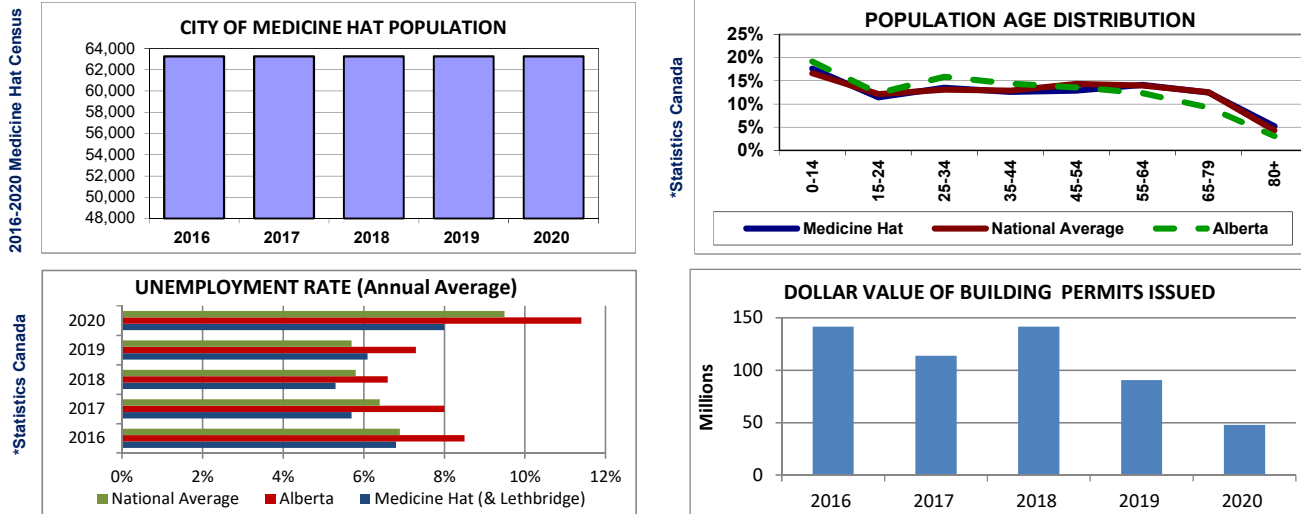 2016-2020 Medicine Hat Census
CITY OF MEDICINE HAT POPULATION
64,000
62,000
60,000
58,000
56,000
54,000
52,000
50,000
48,000
2016 2017 2018 2019 2020
*Statistics Canada
POPULATION AGE DISTRIBUTION
25%
20%
15%
10%
5%
0%
0-14 15-24 25-34 35-44 45-54 55-64 65-79 80+
Medicine Hat National Average Alberta
*Statistics Canada
UNEMPLOYMENT RATE (Annual Average)
2020
2019
2018
2017
2016
0% 2% 4% 6% 8% 10% 12%
National Average Alberta Medicine Hat (& Lethbridge)
DOLLAR VALUE OF BUILDING PERMITS ISSUED
Millions
150
100
50
0
2016 2017 2018 2019 2020